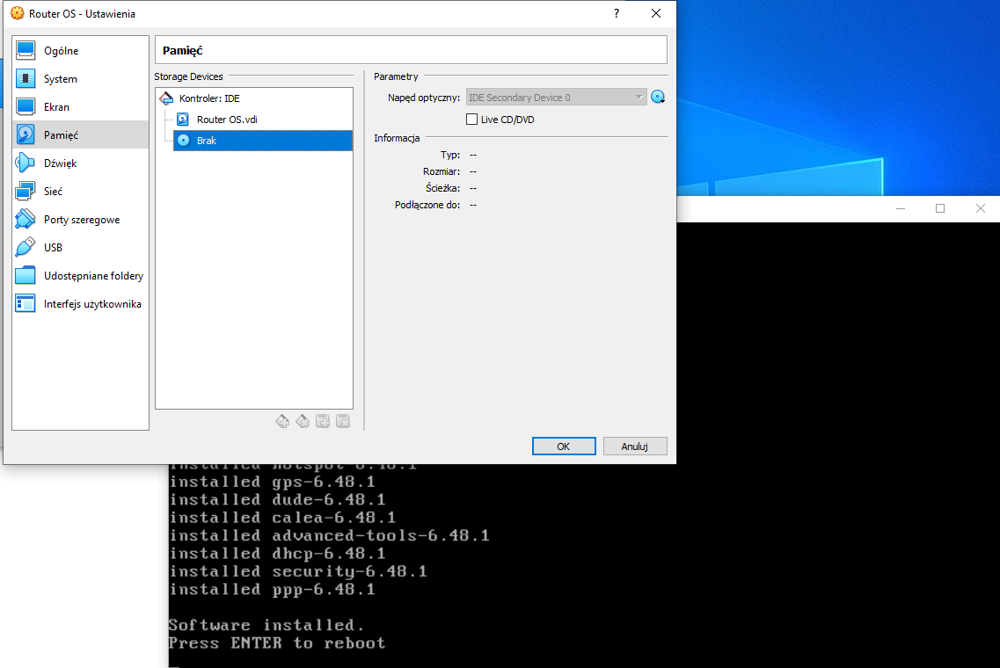 Router OS - Ustawienia
?
Ogólne
System
Ekran
Pamięć
Dźwięk
Sieć
Porty szeregowe
USB
Udostępniane foldery
Interfejs użytkownika
Pamięć
Storage Devices
Kontroler: IDE
Router OS.vdi
Brak
Parametry
Napęd optyczny: IDE Secondary Device 0
Live CD/DVD
Informacja
Typ: --
Rozmiar: --
Ścieżka: --
Podłączone do: --
OK
Anuluj
installed hotspot-6.48.1
installed gps-6.48.1
installed dude-6.48.1
installed calea-6.48.1
installed advanced-tools-6.48.1
installed dhcp-6.48.1
installed security-6.48.1
installed ppp-6.48.1
Software installed.
Press ENTER to reboot